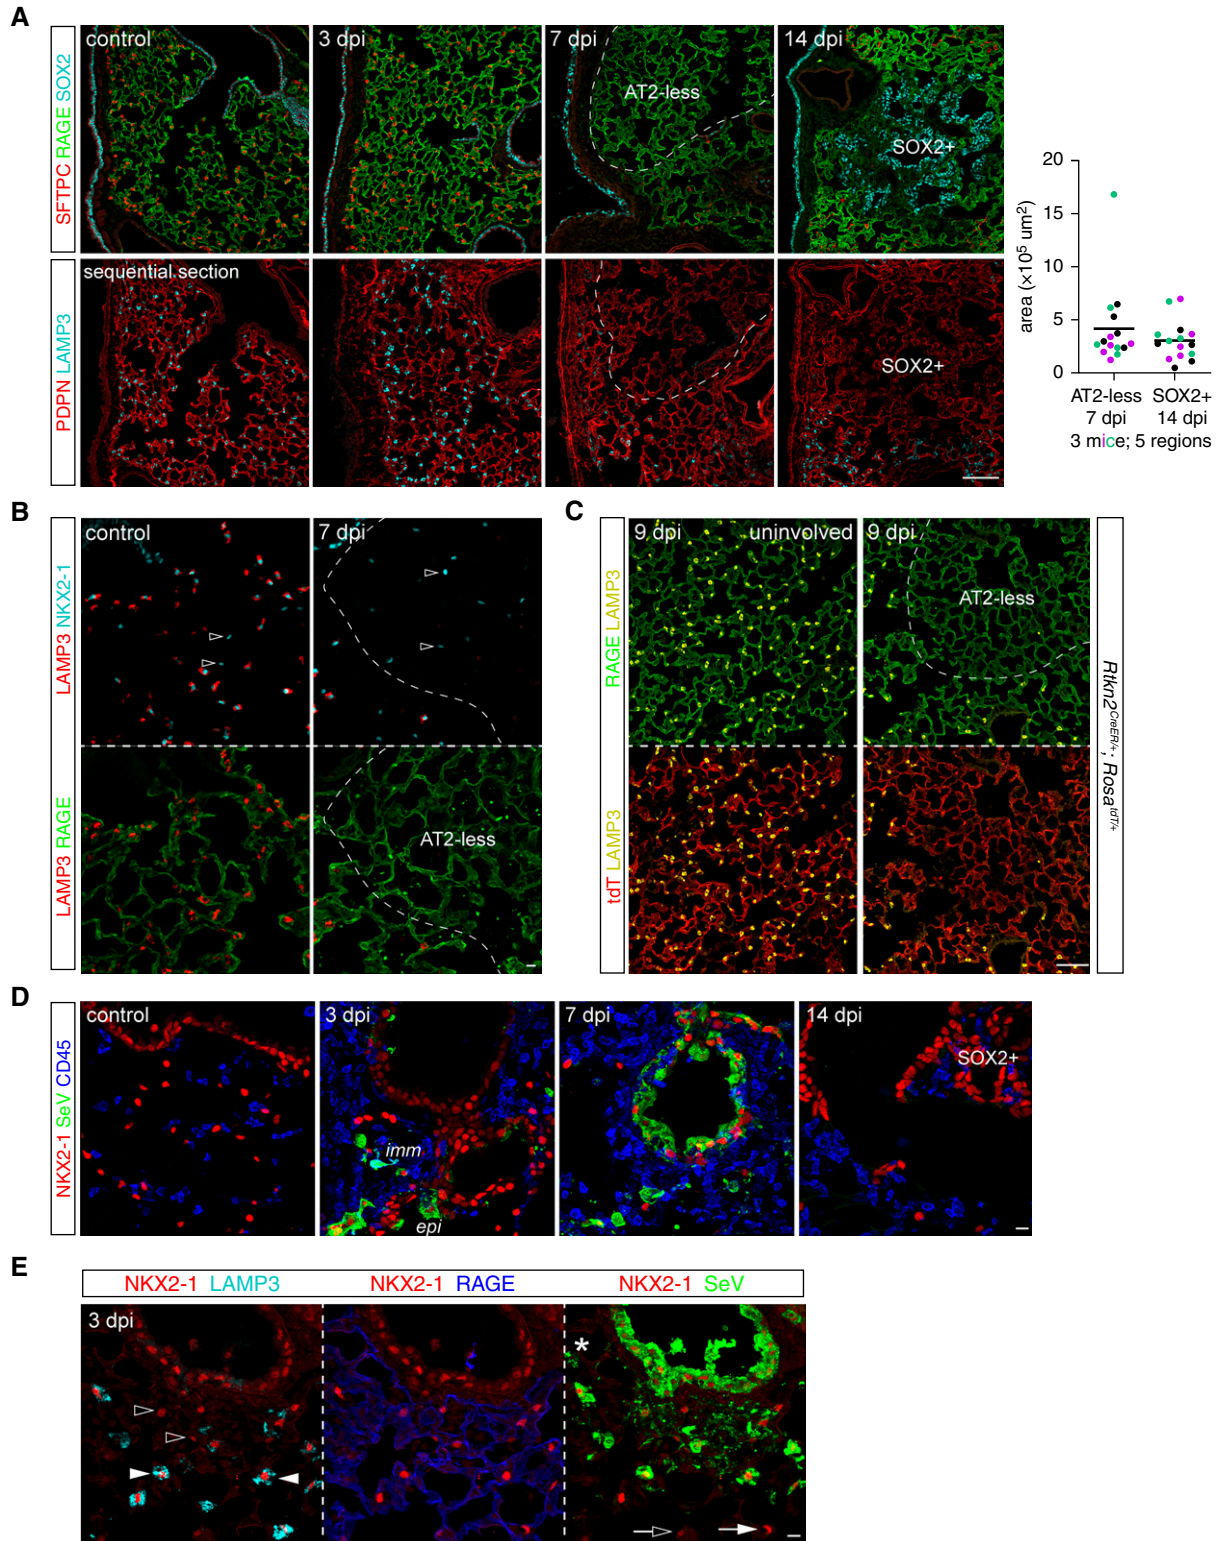 A
SFTPC RAGE SOX2
control
3 dpi
7 dpi
14 dpi
AT2-less
SOX2+
PDPN LAMP3
sequential section
SOX2+
area (×10⁵ um²)
20
15
10
5
0
AT2-less SOX2+
7 dpi 14 dpi
3 mice; 5 regions
B
LAMP3 NKX2-1
control
7 dpi
LAMP3 RAGE
AT2-less
C
RAGE LAMP3
9 dpi uninvolved
9 dpi
AT2-less
tdT LAMP3
Rtkn2^CreER/+; Rosa^tdT/+
D
NKX2-1 SeV CD45
control
3 dpi
imm
epi
7 dpi
14 dpi
SOX2+
E
NKX2-1 LAMP3 NKX2-1 RAGE NKX2-1 SeV
3 dpi
*